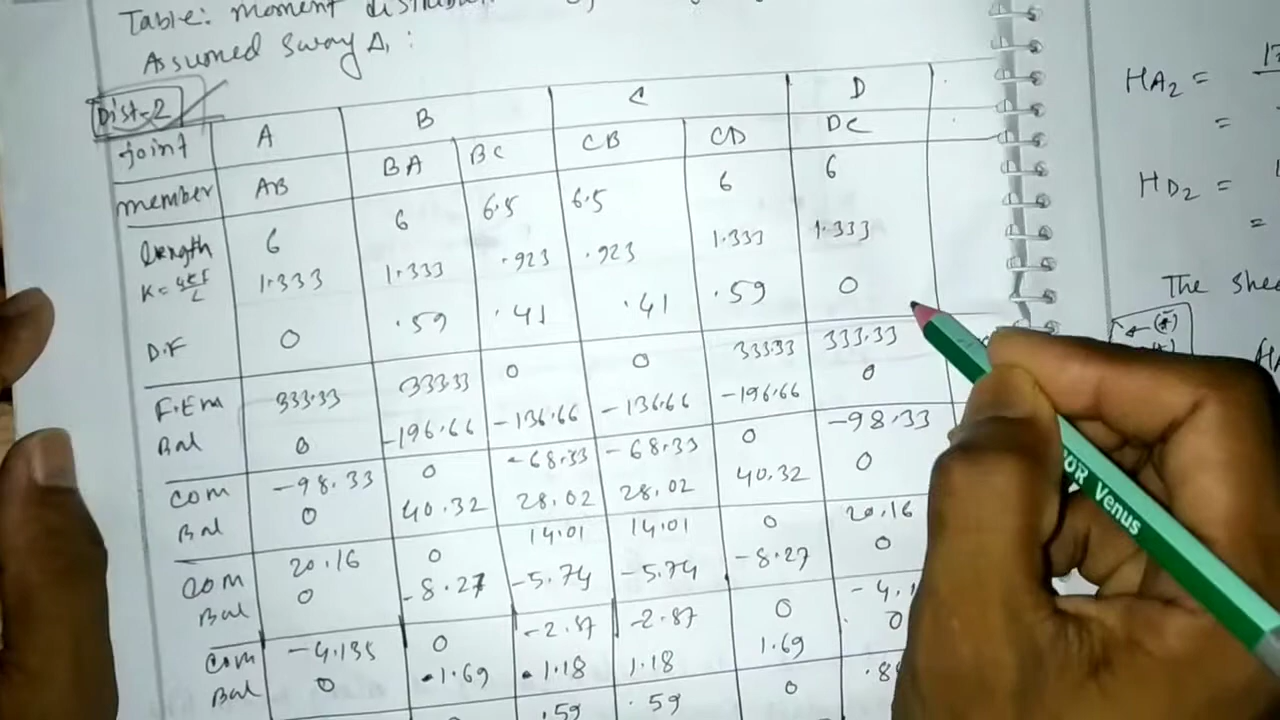 Table: moment
Assumed Sway Δ, :
Dist-2
Joint A B C D
member AB BA BC CB CD DC
Length 6 6 6.5 6.5 6 6
K = 4EI/L 1.333 1.333 .923 .923 1.333 1.333
D.F 0 .59 .41 .41 .59 0
F.Em 333.33 333.33 0 0 333.33 333.33
Bal 0 -196.66 -136.66 -136.66 -196.66 0
com -98.33 0 -68.33 -68.33 0 -98.33
Bal 0 40.32 28.02 28.02 40.32 0
com 20.16 0 14.01 14.01 0 20.16
Bal 0 -8.27 -5.74 -5.74 -8.27 0
com -4.135 0 -2.87 -2.87 0 -4.1
Bal 0 1.69 1.18 1.18 1.69 0
.59 .59 0
HA2 =
=
HD2 =
=
The she
Venus